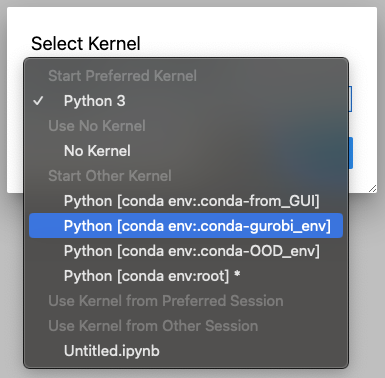 Select Kernel
Start Preferred Kernel
✓ Python 3
Use No Kernel
No Kernel
Start Other Kernel
Python [conda env:.conda-from_GUI]
Python [conda env:.conda-gurobi_env]
Python [conda env:.conda-OOD_env]
Python [conda env:root] *
Use Kernel from Preferred Session
Use Kernel from Other Session
Untitled.ipynb